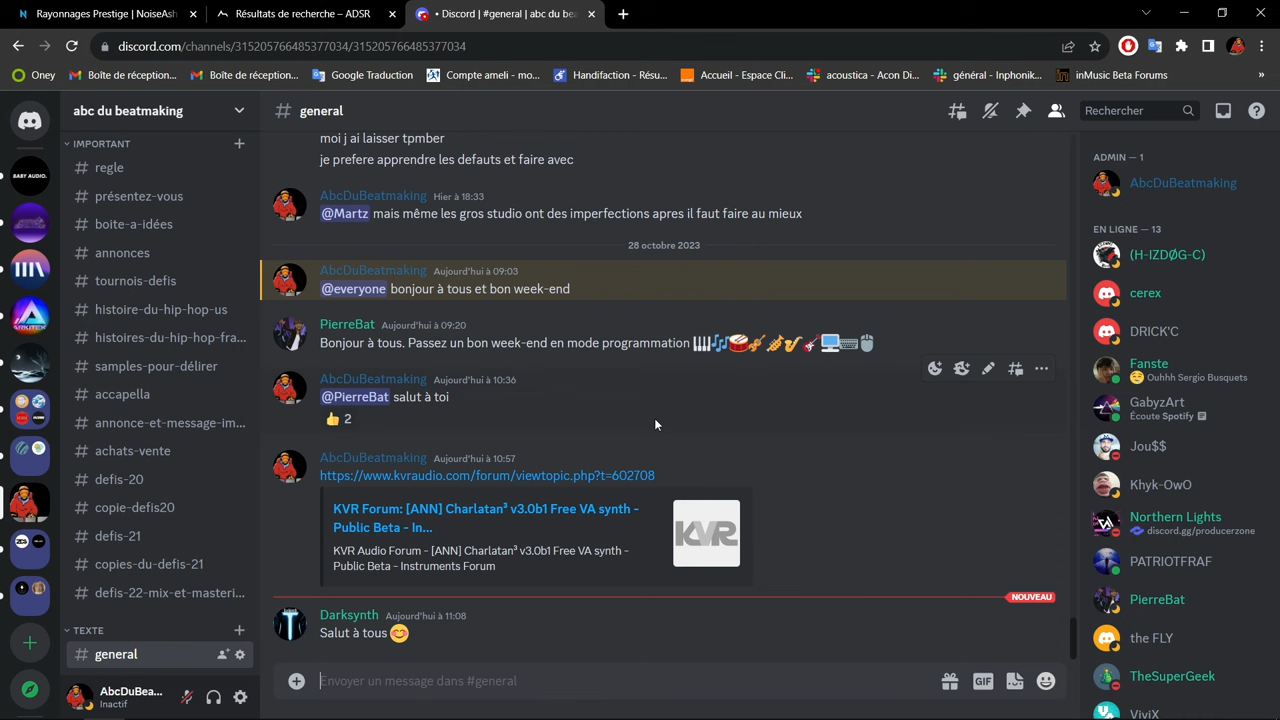 Rayonnages Prestige | NoiseAsh
Résultats de recherche – ADSR
• Discord | #general | abc du bea
discord.com/channels/315205766485377034/315205766485377034
Oney
Boîte de réception...
Boîte de réception...
Google Traduction
Compte ameli - mo...
Handifaction - Résu...
Accueil - Espace Cli...
acoustica - Acon Di...
général - Inphonik...
inMusic Beta Forums
»
abc du beatmaking
general
Rechercher
IMPORTANT
regle
présentez-vous
boite-a-idées
annonces
tournois-defis
histoire-du-hip-hop-us
histoires-du-hip-hop-fra...
samples-pour-délirer
accapella
annonce-et-message-im...
achats-vente
defis-20
copie-defis20
defis-21
copies-du-defis-21
defis-22-mix-et-masteri...
TEXTE
general
BABY AUDIO.
ARKITEK
AbcDuBea...
Inactif
moi j ai laisser tpmber
je prefere apprendre les defauts et faire avec
AbcDuBeatmaking Hier à 18:33
@Martz mais même les gros studio ont des imperfections apres il faut faire au mieux
28 octobre 2023
AbcDuBeatmaking Aujourd'hui à 09:03
@everyone bonjour à tous et bon week-end
PierreBat Aujourd'hui à 09:20
Bonjour à tous. Passez un bon week-end en mode programmation 🎹🎶🥁🎻🎺🎷🎸🖥️⌨️🖱️
AbcDuBeatmaking Aujourd'hui à 10:36
@PierreBat salut à toi
👍 2
AbcDuBeatmaking Aujourd'hui à 10:57
https://www.kvraudio.com/forum/viewtopic.php?t=602708
KVR Forum: [ANN] Charlatan³ v3.0b1 Free VA synth -
Public Beta - In...
KVR Audio Forum - [ANN] Charlatan³ v3.0b1 Free VA synth -
Public Beta - Instruments Forum
KVR
NOUVEAU
Darksynth Aujourd'hui à 11:08
Salut à tous 😊
Envoyer un message dans #general
GIF
ADMIN — 1
AbcDuBeatmaking
EN LIGNE — 13
(H-IZDØG-C)
cerex
DRICK'C
Fanste
Ouhhh Sergio Busquets
GabyzArt
Écoute Spotify
Jou$$
Khyk-OwO
Northern Lights
discord.gg/producerzone
PATRIOTFRAF
PierreBat
the FLY
TheSuperGeek
ViviX